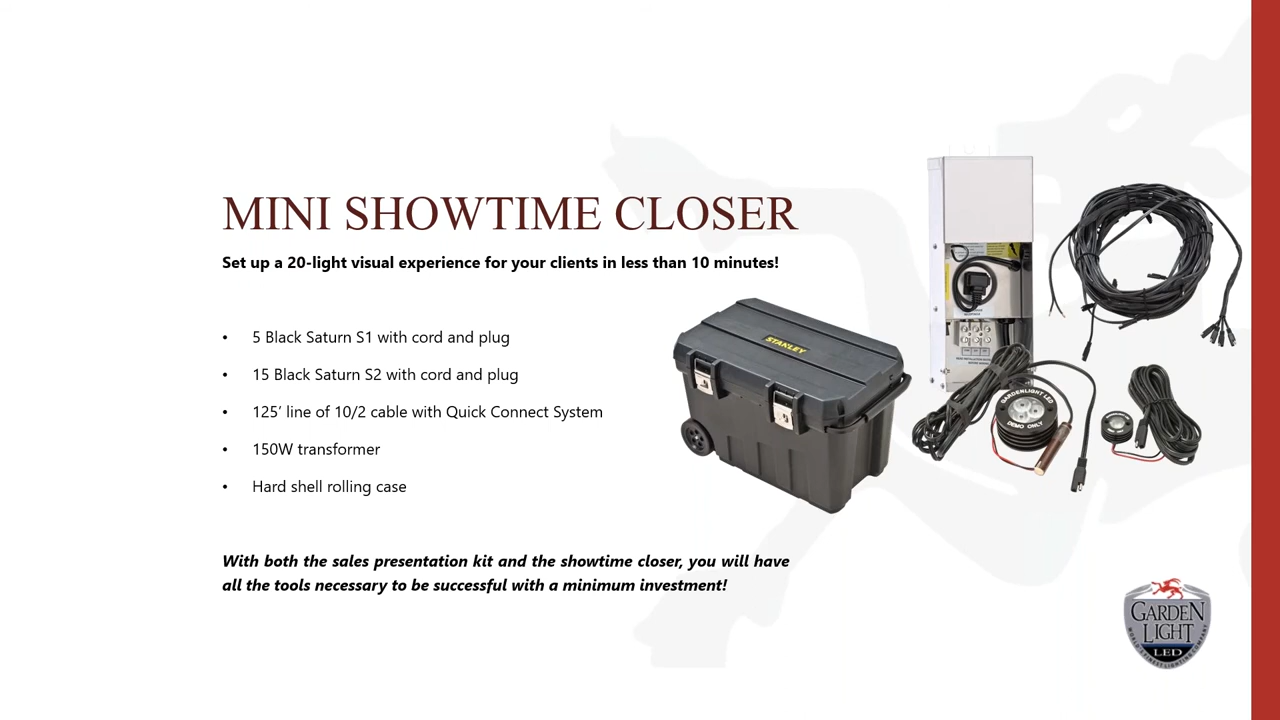 MINI SHOWTIME CLOSER
Set up a 20-light visual experience for your clients in less than 10 minutes!
• 5 Black Saturn S1 with cord and plug
• 15 Black Saturn S2 with cord and plug
• 125’ line of 10/2 cable with Quick Connect System
• 150W transformer
• Hard shell rolling case
With both the sales presentation kit and the showtime closer, you will have
all the tools necessary to be successful with a minimum investment!
STANLEY
GARDENLIGHT LED
DEMO ONLY
GARDEN
LIGHT
LED